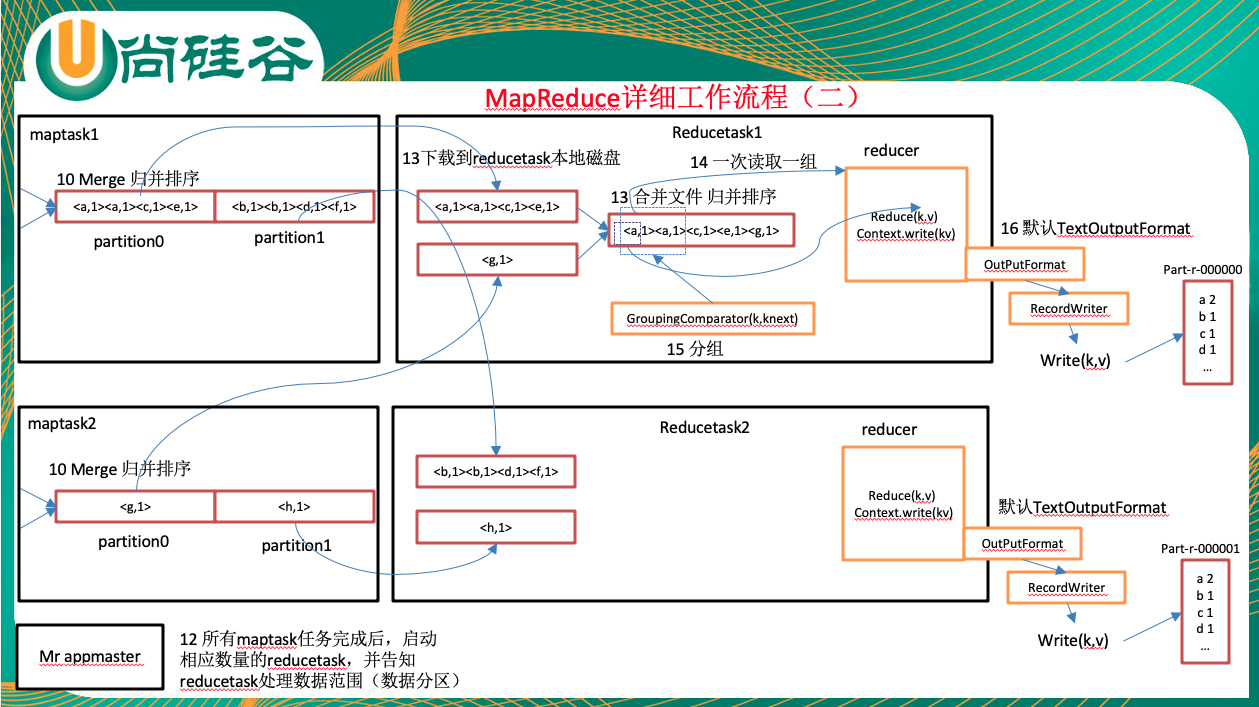 尚硅谷
MapReduce详细工作流程（二）
maptask1
10 Merge 归并排序
<a,1><a,1><c,1><e,1>
<b,1><b,1><d,1><f,1>
partition0
partition1
Reducetask1
13下载到reducetask本地磁盘
<a,1><a,1><c,1><e,1>
<g,1>
13 合并文件 归并排序
<a,1><a,1><c,1><e,1><g,1>
14 一次读取一组
GroupingComparator(k,knext)
15 分组
reducer
Reduce(k,v)
Context.write(kv)
16 默认TextOutputFormat
OutPutFormat
RecordWriter
Write(k,v)
Part-r-000000
a 2
b 1
c 1
d 1
...
maptask2
10 Merge 归并排序
<g,1>
<h,1>
partition0
partition1
Reducetask2
<b,1><b,1><d,1><f,1>
<h,1>
reducer
Reduce(k,v)
Context.write(kv)
默认TextOutputFormat
OutPutFormat
RecordWriter
Write(k,v)
Part-r-000001
a 2
b 1
c 1
d 1
...
Mr appmaster
12 所有maptask任务完成后，启动
相应数量的reducetask，并告知
reducetask处理数据范围（数据分区）